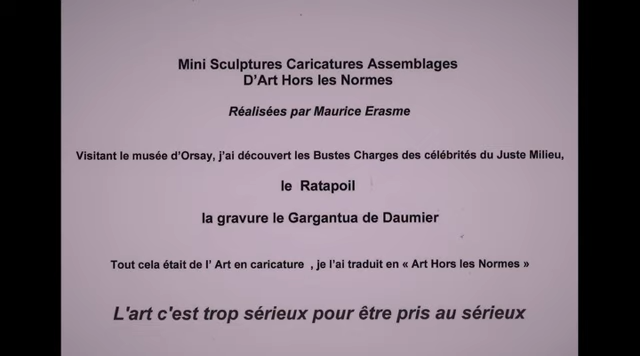 Mini Sculptures Caricatures Assemblages
D'Art Hors les Normes
Réalisées par Maurice Erasme
Visitant le musée d'Orsay, j'ai découvert les Bustes Charges des célébrités du Juste Milieu,
le Ratapoil
la gravure le Gargantua de Daumier
Tout cela était de l' Art en caricature , je l'ai traduit en « Art Hors les Normes »
L'art c'est trop sérieux pour être pris au sérieux